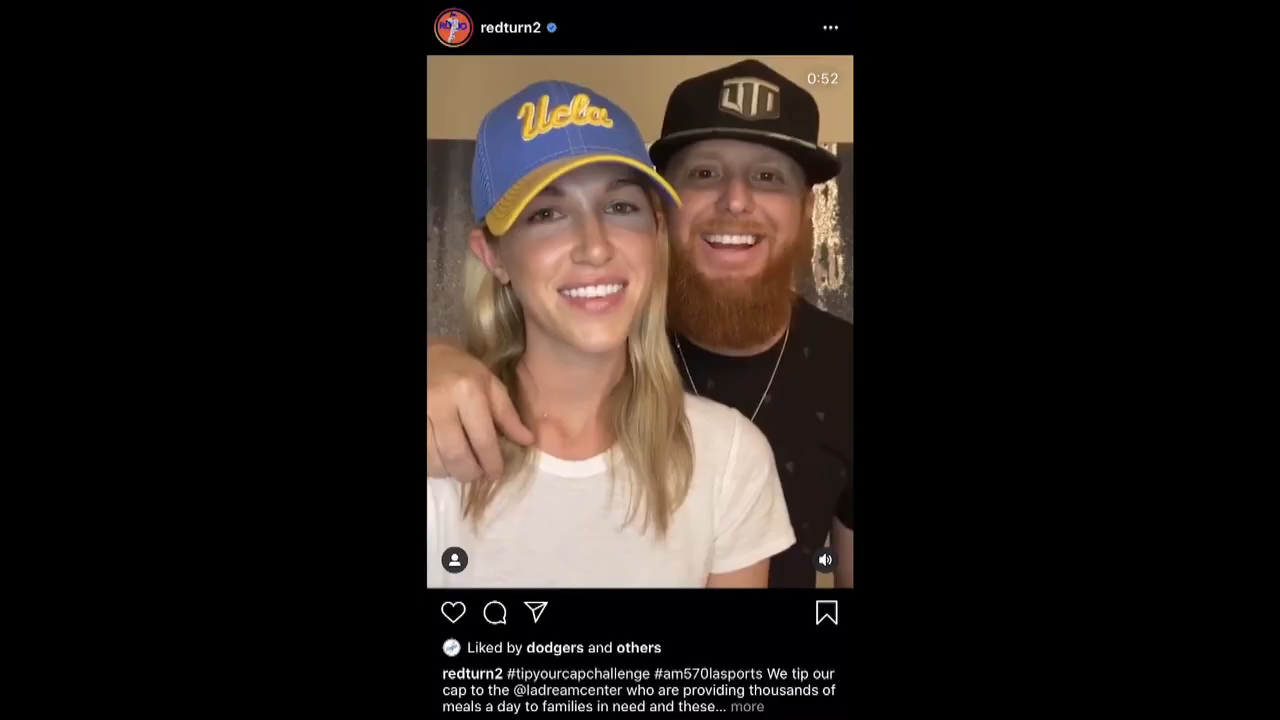 redturn2
0:52
Ucla
JTD
Liked by dodgers and others
redturn2 #tipyourcapchallenge #am570lasports We tip our
cap to the @ladreamcenter who are providing thousands of
meals a day to families in need and these... more